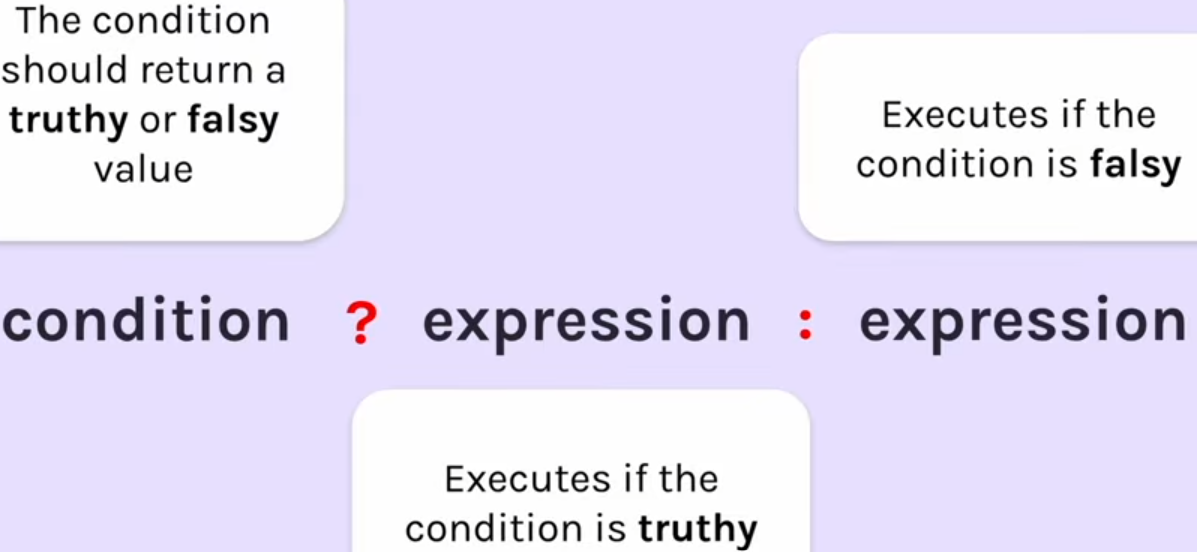 The condition
should return a
truthy or falsy
value
Executes if the
condition is falsy
condition ? expression : expression
Executes if the
condition is truthy